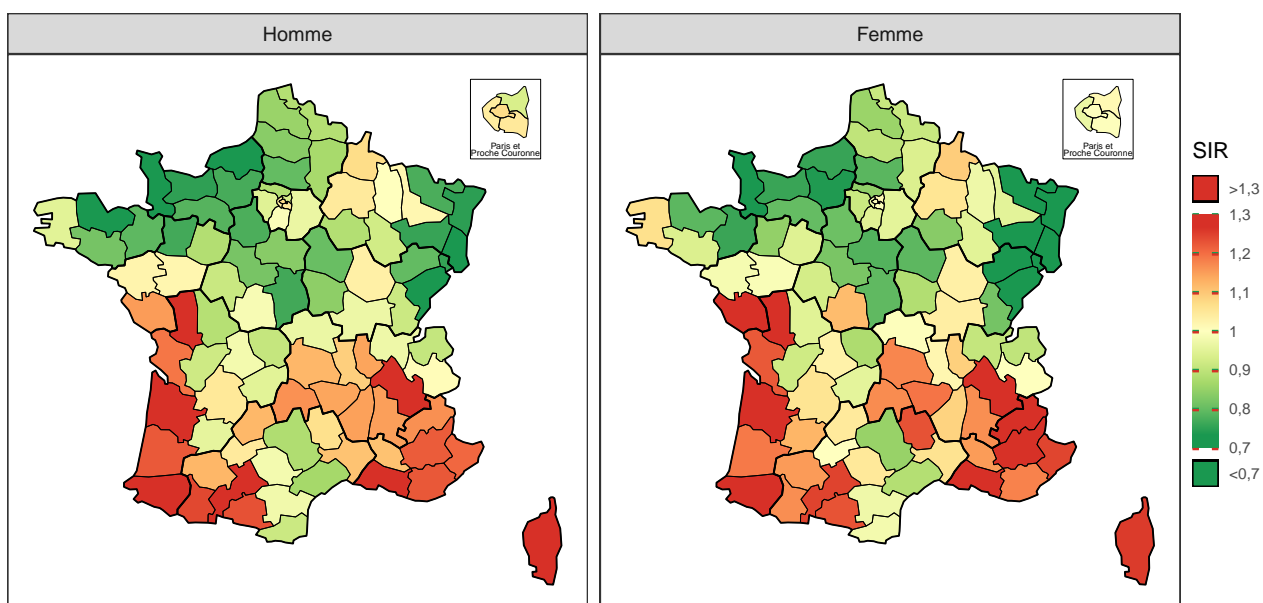 Homme
Femme
Paris et
Proche Couronne
Paris et
Proche Couronne
SIR
>1,3
1,3
1,2
1,1
1
0,9
0,8
0,7
<0,7